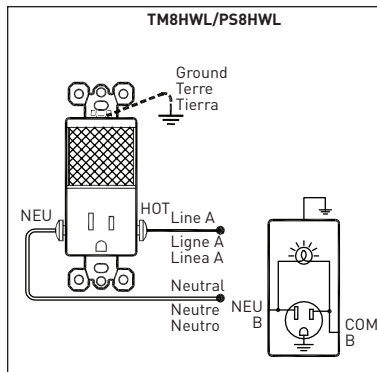 TM8HWL/PS8HWL
Ground
Terre
Tierra
NEU
HOT
Line A
Ligne A
Linea A
Neutral
Neutre
Neutro
NEU
B
COM
B